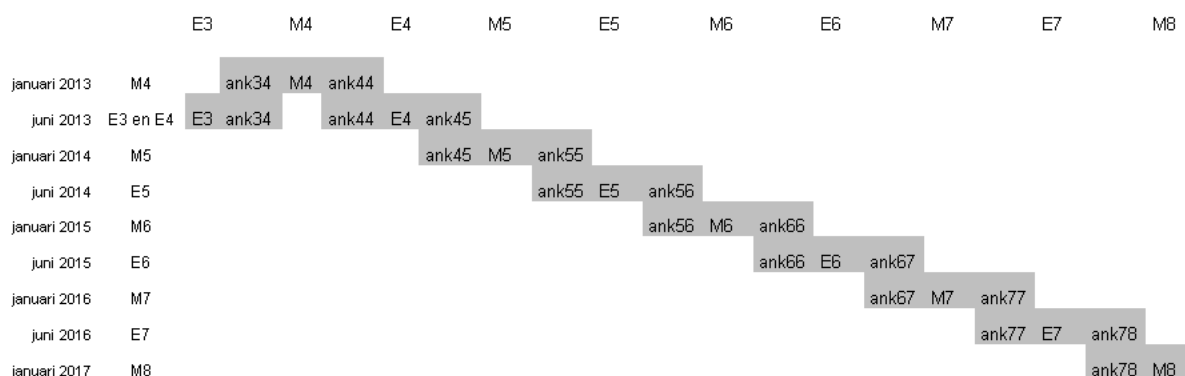 E3 M4 E4 M5 E5 M6 E6 M7 E7 M8
januari 2013 M4 ank34 M4 ank44
juni 2013 E3 en E4 E3 ank34 ank44 E4 ank45
januari 2014 M5 ank45 M5 ank55
juni 2014 E5 ank55 E5 ank56
januari 2015 M6 ank56 M6 ank66
juni 2015 E6 ank66 E6 ank67
januari 2016 M7 ank67 M7 ank77
juni 2016 E7 ank77 E7 ank78
januari 2017 M8 ank78 M8